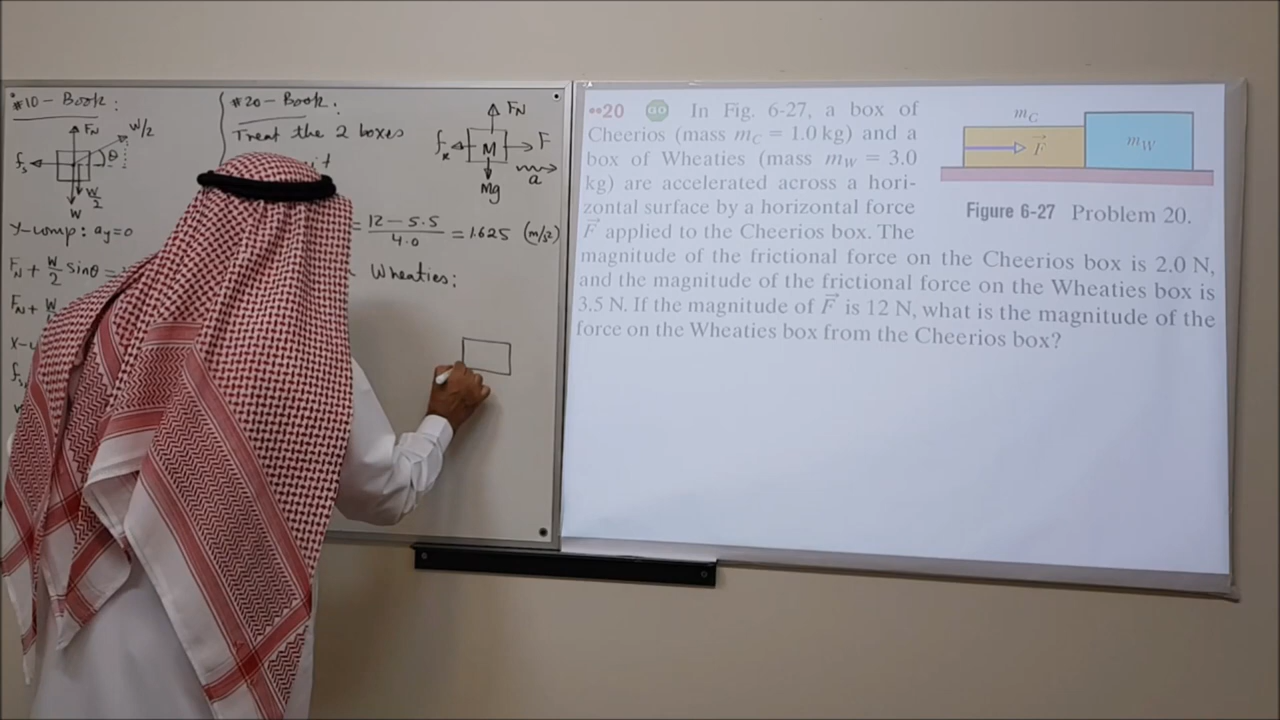 #10 - Book:
FN
W/2
fs
θ
W/2
W
Y-comp: ay=0
FN + W/2 sinθ =
FN + W
X-
fs
#20 - Book:
Treat the 2 boxes
FN
fk
M
F
Mg
a
= 12 - 5.5 / 4.0 = 1.625 (m/s²)
Wheaties:
••20 GO In Fig. 6-27, a box of
Cheerios (mass mC = 1.0 kg) and a
box of Wheaties (mass mW = 3.0
kg) are accelerated across a hori-
zontal surface by a horizontal force
F⃗ applied to the Cheerios box. The
magnitude of the frictional force on the Cheerios box is 2.0 N,
and the magnitude of the frictional force on the Wheaties box is
3.5 N. If the magnitude of F⃗ is 12 N, what is the magnitude of the
force on the Wheaties box from the Cheerios box?
mC
F⃗
mW
Figure 6-27 Problem 20.